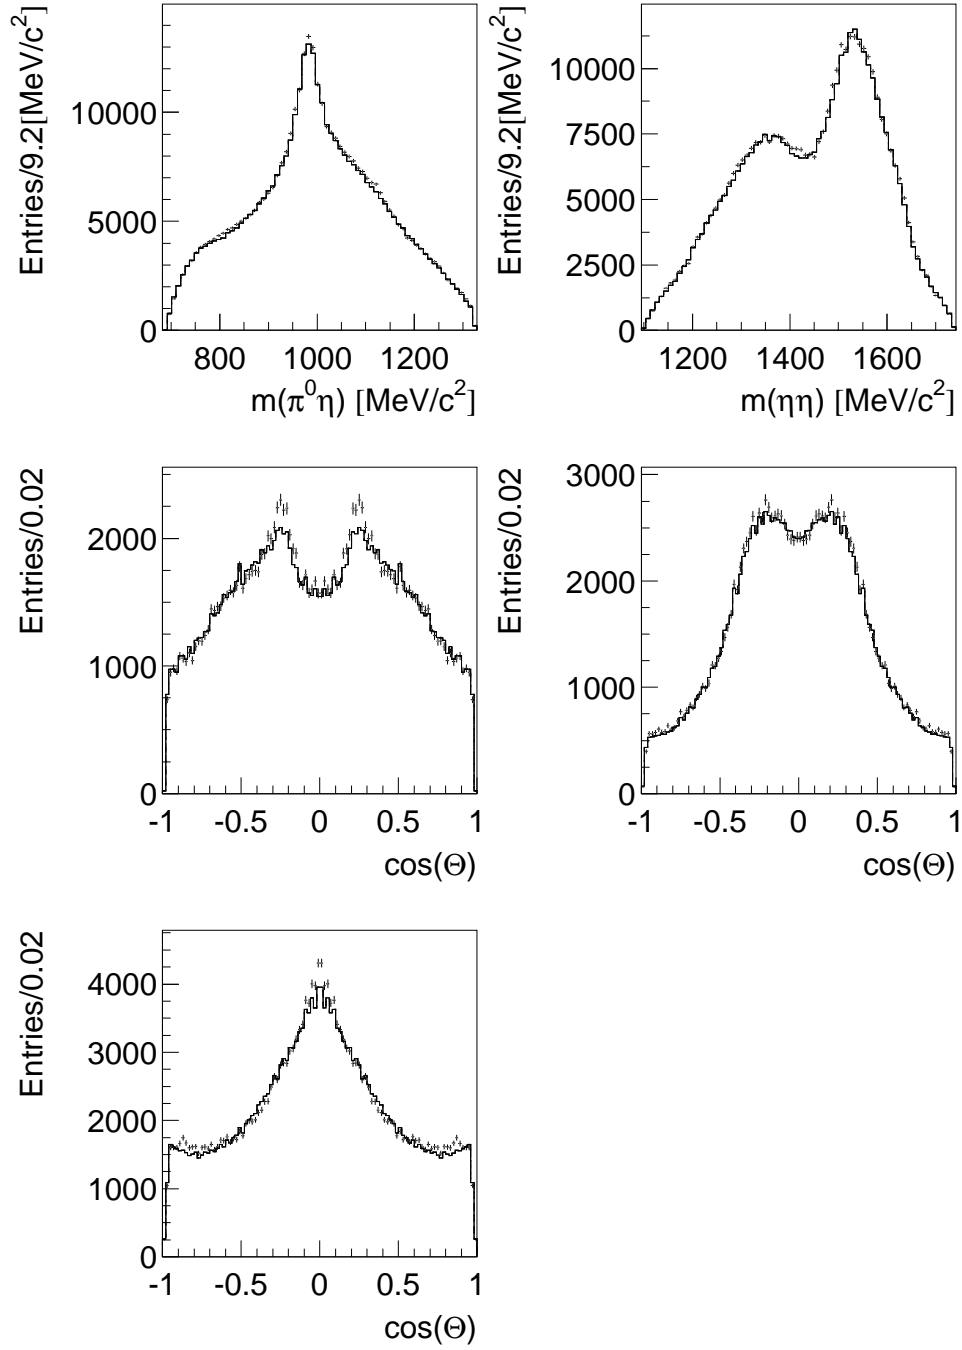 Entries/9.2[MeV/c²]
10000
5000
0
800 1000 1200
m(π⁰η) [MeV/c²]
Entries/9.2[MeV/c²]
10000
7500
5000
2500
0
1200 1400 1600
m(ηη) [MeV/c²]
Entries/0.02
2000
1000
0
-1 -0.5 0 0.5 1
cos(Θ)
Entries/0.02
3000
2000
1000
0
-1 -0.5 0 0.5 1
cos(Θ)
Entries/0.02
4000
3000
2000
1000
0
-1 -0.5 0 0.5 1
cos(Θ)